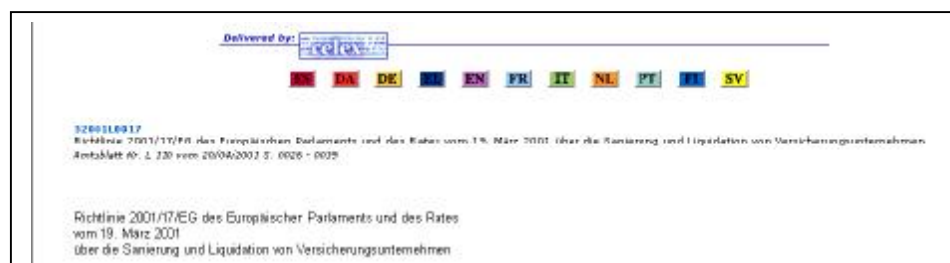 Delivered by:
celex
ES DA DE EL EN FR IT NL PT FI SV
32001L0017
Richtlinie 2001/17/EG des Europäischen Parlaments und des Rates vom 19. März 2001 über die Sanierung und Liquidation von Versicherungsunternehmen
Amtsblatt Nr. L 110 vom 20/04/2001 S. 0028 - 0039
Richtlinie 2001/17/EG des Europäischer Parlaments und des Rates
vom 19. März 2001
über die Sanierung und Liquidation von Versicherungsunternehmen